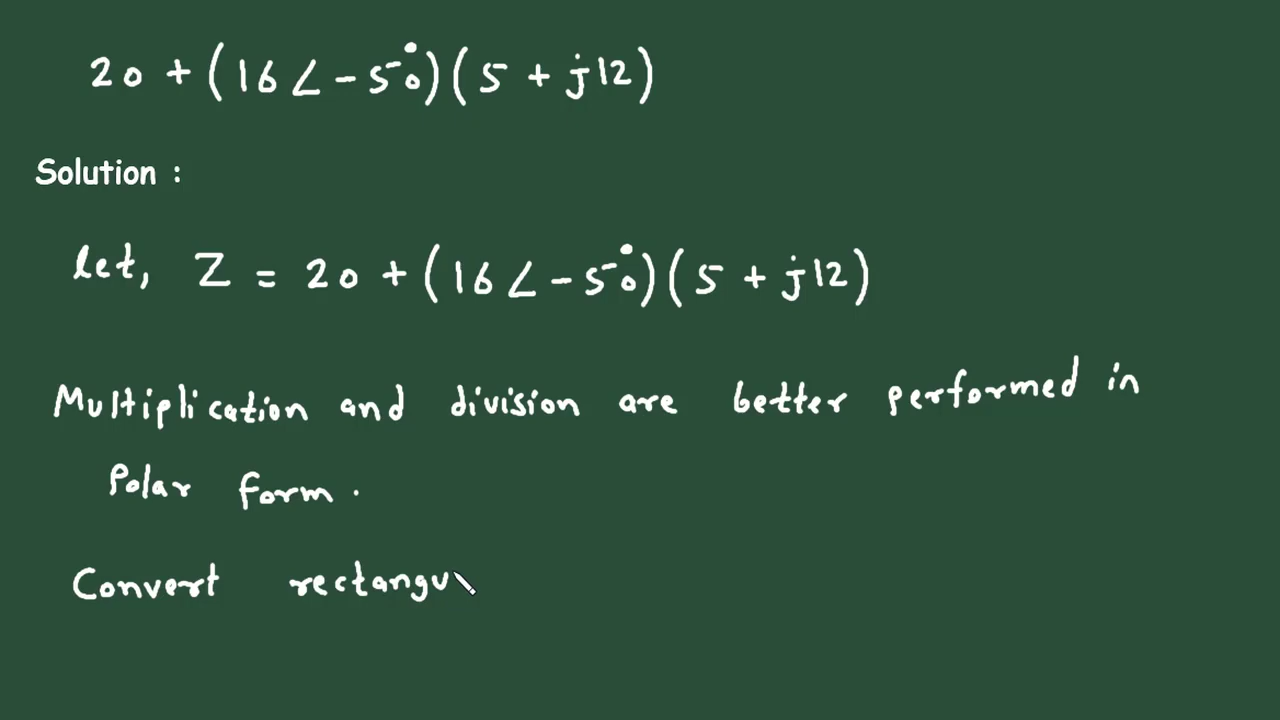 20 + (16∠-50°)(5 + j12)
Solution :
let, Z = 20 + (16∠-50°)(5 + j12)
Multiplication and division are better performed in
Polar form.
Convert rectangu